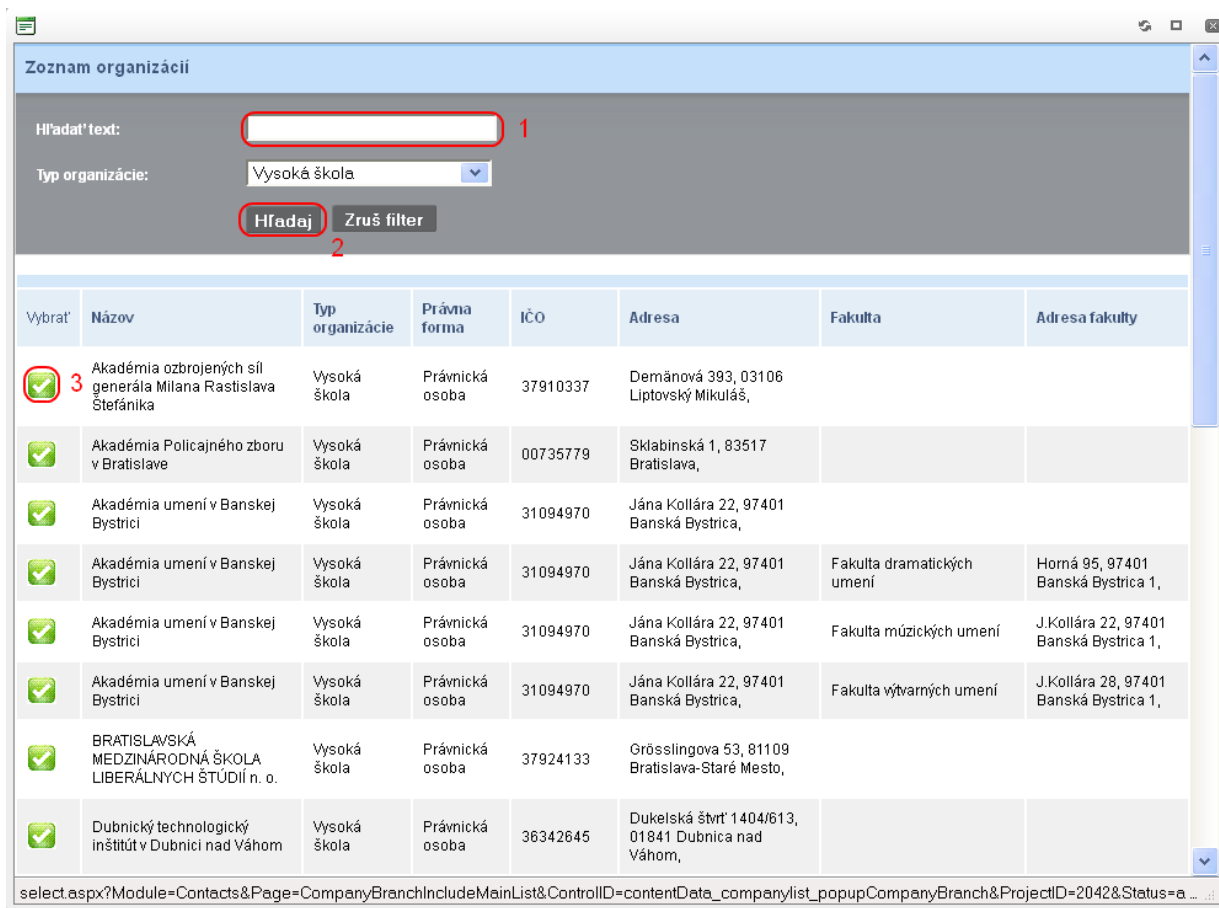 Zoznam organizácií
Hľadať text:
1
Typ organizácie:
Vysoká škola
Hľadaj
Zruš filter
2
Vybrať
Názov
Typ
organizácie
Právna
forma
IČO
Adresa
Fakulta
Adresa fakulty
3
Akadémia ozbrojených síl
generála Milana Rastislava
Štefánika
Vysoká
škola
Právnická
osoba
37910337
Demänová 393, 03106
Liptovský Mikuláš,
Akadémia Policajného zboru
v Bratislave
Vysoká
škola
Právnická
osoba
00735779
Sklabinská 1, 83517
Bratislava,
Akadémia umení v Banskej
Bystrici
Vysoká
škola
Právnická
osoba
31094970
Jána Kollára 22, 97401
Banská Bystrica,
Akadémia umení v Banskej
Bystrici
Vysoká
škola
Právnická
osoba
31094970
Jána Kollára 22, 97401
Banská Bystrica,
Fakulta dramatických
umení
Horná 95, 97401
Banská Bystrica 1,
Akadémia umení v Banskej
Bystrici
Vysoká
škola
Právnická
osoba
31094970
Jána Kollára 22, 97401
Banská Bystrica,
Fakulta múzických umení
J.Kollára 22, 97401
Banská Bystrica 1,
Akadémia umení v Banskej
Bystrici
Vysoká
škola
Právnická
osoba
31094970
Jána Kollára 22, 97401
Banská Bystrica,
Fakulta výtvarných umení
J.Kollára 28, 97401
Banská Bystrica 1,
BRATISLAVSKÁ
MEDZINÁRODNÁ ŠKOLA
LIBERÁLNYCH ŠTÚDIÍ n. o.
Vysoká
škola
Právnická
osoba
37924133
Grösslingova 53, 81109
Bratislava-Staré Mesto,
Dubnický technologický
inštitút v Dubnici nad Váhom
Vysoká
škola
Právnická
osoba
36342645
Dukelská štvrť 1404/613,
01841 Dubnica nad
Váhom,
select.aspx?Module=Contacts&Page=CompanyBranchIncludeMainList&ControlID=contentData_companylist_popupCompanyBranch&ProjectID=2042&Status=a ...